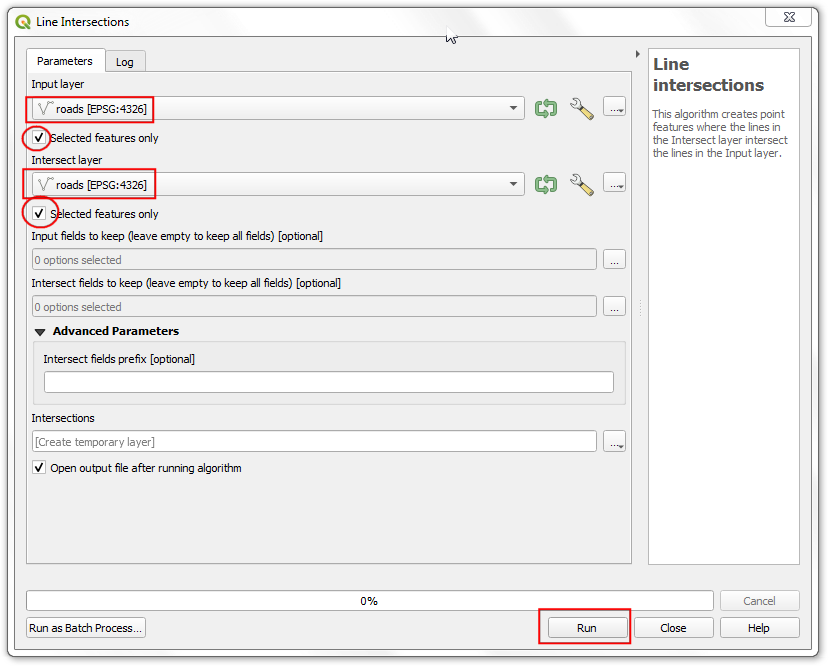 Line Intersections
Parameters
Log
Input layer
roads [EPSG:4326]
...
Selected features only
Intersect layer
roads [EPSG:4326]
...
Selected features only
Input fields to keep (leave empty to keep all fields) [optional]
0 options selected
...
Intersect fields to keep (leave empty to keep all fields) [optional]
0 options selected
...
Advanced Parameters
Intersect fields prefix [optional]
Intersections
[Create temporary layer]
...
Open output file after running algorithm
Line
intersections
This algorithm creates point
features where the lines in
the Intersect layer intersect
the lines in the Input layer.
0%
Cancel
Run as Batch Process...
Run
Close
Help